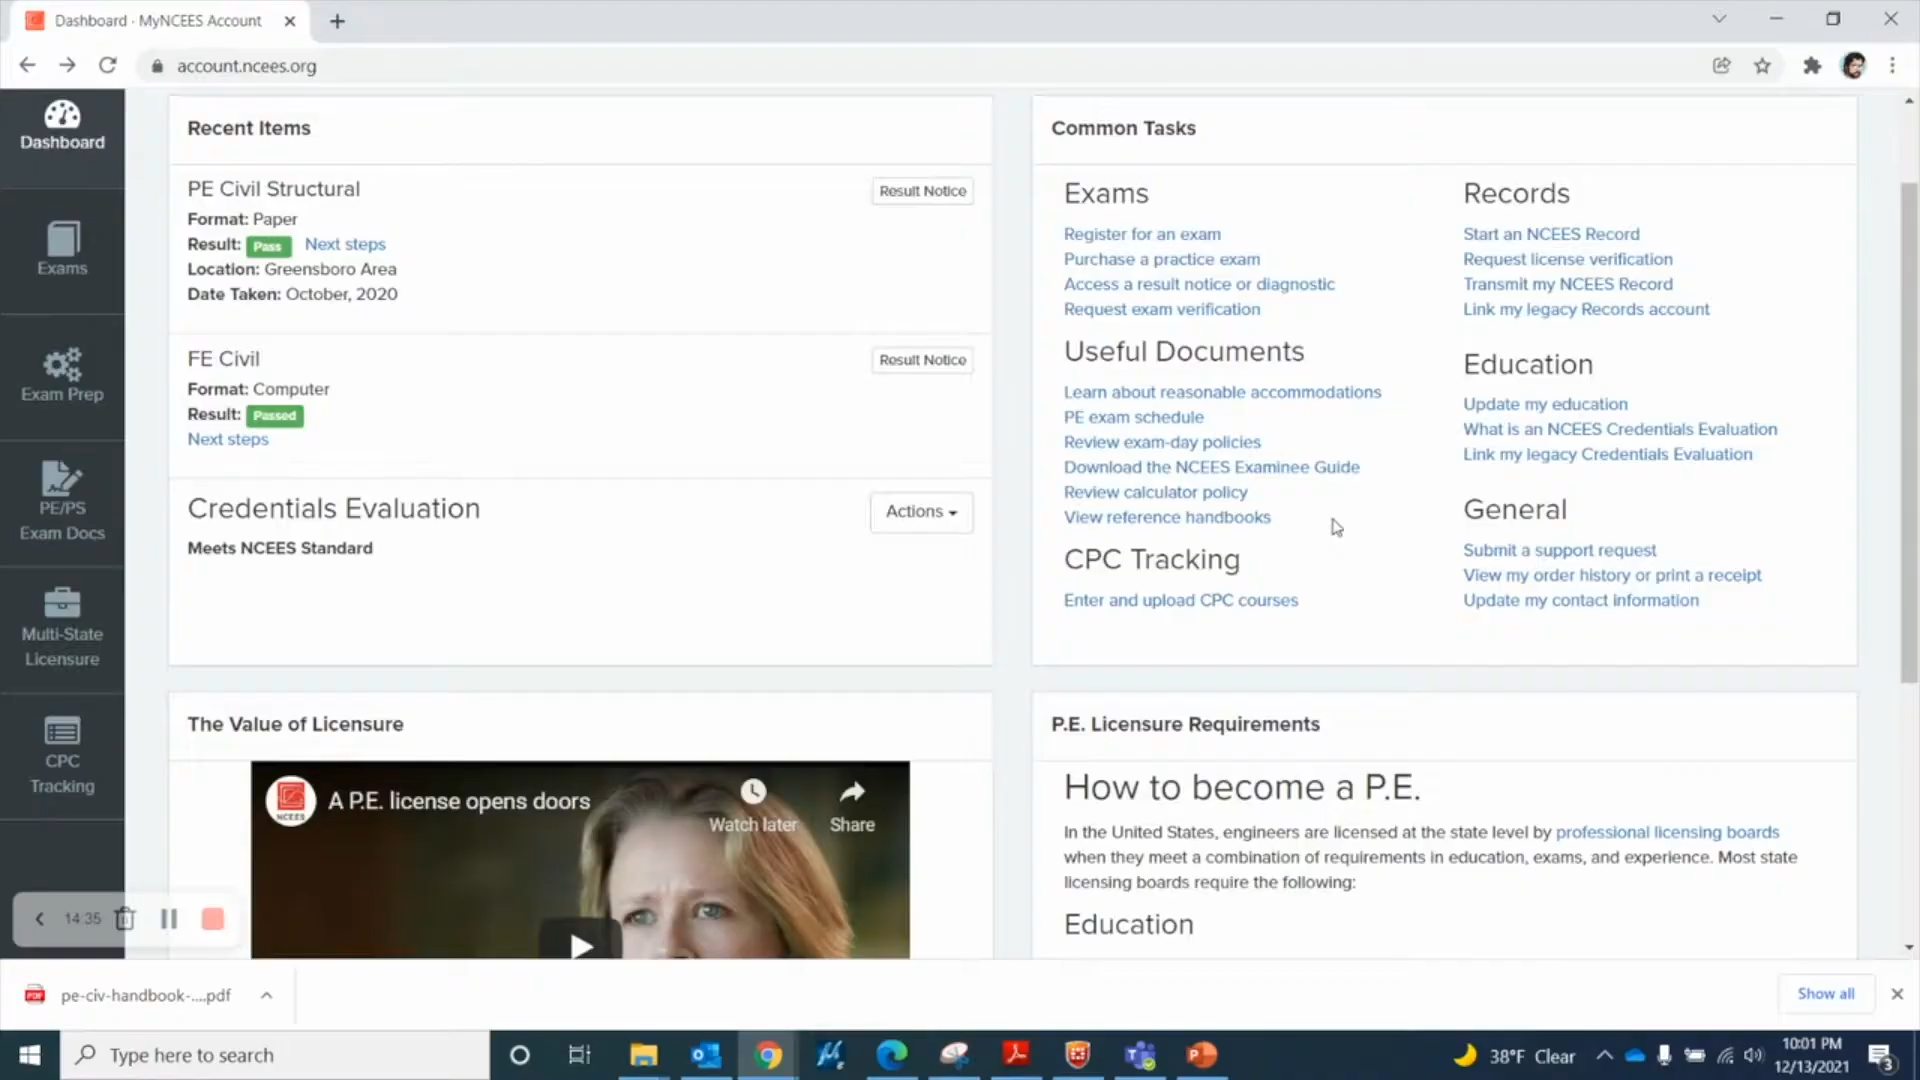 Dashboard · MyNCEES Account
account.ncees.org
Dashboard
Exams
Exam Prep
PE/PS
Exam Docs
Multi-State
Licensure
CPC
Tracking
Recent Items
PE Civil Structural
Result Notice
Format: Paper
Result: Pass Next steps
Location: Greensboro Area
Date Taken: October, 2020
FE Civil
Result Notice
Format: Computer
Result: Passed
Next steps
Credentials Evaluation
Actions
Meets NCEES Standard
Common Tasks
Exams
Register for an exam
Purchase a practice exam
Access a result notice or diagnostic
Request exam verification
Useful Documents
Learn about reasonable accommodations
PE exam schedule
Review exam-day policies
Download the NCEES Examinee Guide
Review calculator policy
View reference handbooks
CPC Tracking
Enter and upload CPC courses
Records
Start an NCEES Record
Request license verification
Transmit my NCEES Record
Link my legacy Records account
Education
Update my education
What is an NCEES Credentials Evaluation
Link my legacy Credentials Evaluation
General
Submit a support request
View my order history or print a receipt
Update my contact information
The Value of Licensure
NCEES
A P.E. license opens doors
Watch later
Share
P.E. Licensure Requirements
How to become a P.E.
In the United States, engineers are licensed at the state level by professional licensing boards
when they meet a combination of requirements in education, exams, and experience. Most state
licensing boards require the following:
Education
14:35
pe-civ-handbook-....pdf
Show all
Type here to search
38°F Clear
10:01 PM
12/13/2021
3